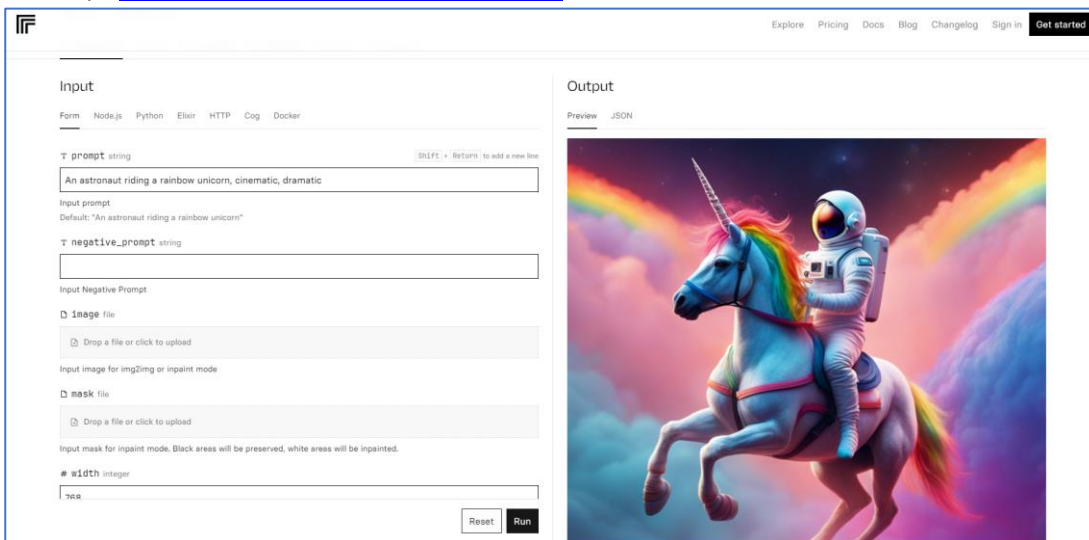 Explore Pricing Docs Blog Changelog Sign in Get started
Input
Form Node.js Python Elixir HTTP Cog Docker
T prompt string
Shift + Return to add a new line
An astronaut riding a rainbow unicorn, cinematic, dramatic
Input prompt
Default: "An astronaut riding a rainbow unicorn"
T negative_prompt string
Input Negative Prompt
image file
Drop a file or click to upload
Input image for img2img or inpaint mode
mask file
Drop a file or click to upload
Input mask for inpaint mode. Black areas will be preserved, white areas will be inpainted.
# width integer
768
Reset Run
Output
Preview JSON